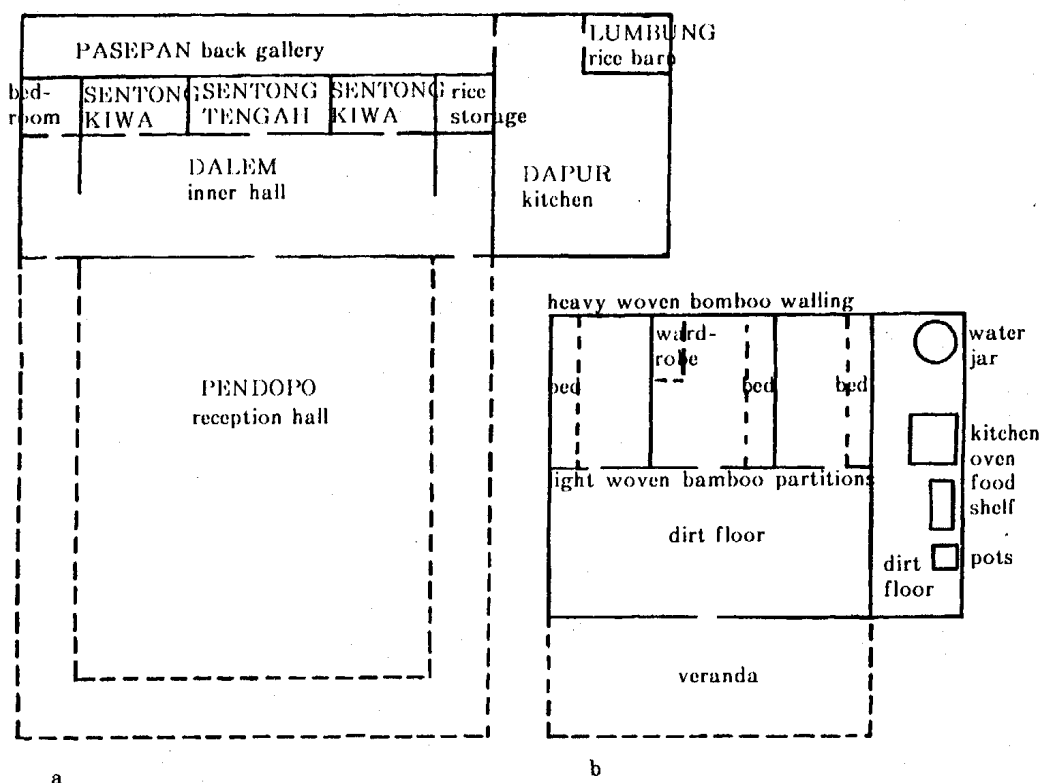 PASEPAN back gallery
LUMBUNG
rice barn
bed-
room
SENTONG
KIWA
SENTONG
TENGAH
SENTONG
KIWA
rice
storage
DALEM
inner hall
DAPUR
kitchen
PENDOPO
reception hall
a
heavy woven bomboo walling
ward-
robe
bed
bed
bed
water
jar
kitchen
oven
food
shelf
pots
light woven bamboo partitions
dirt floor
dirt
floor
veranda
b